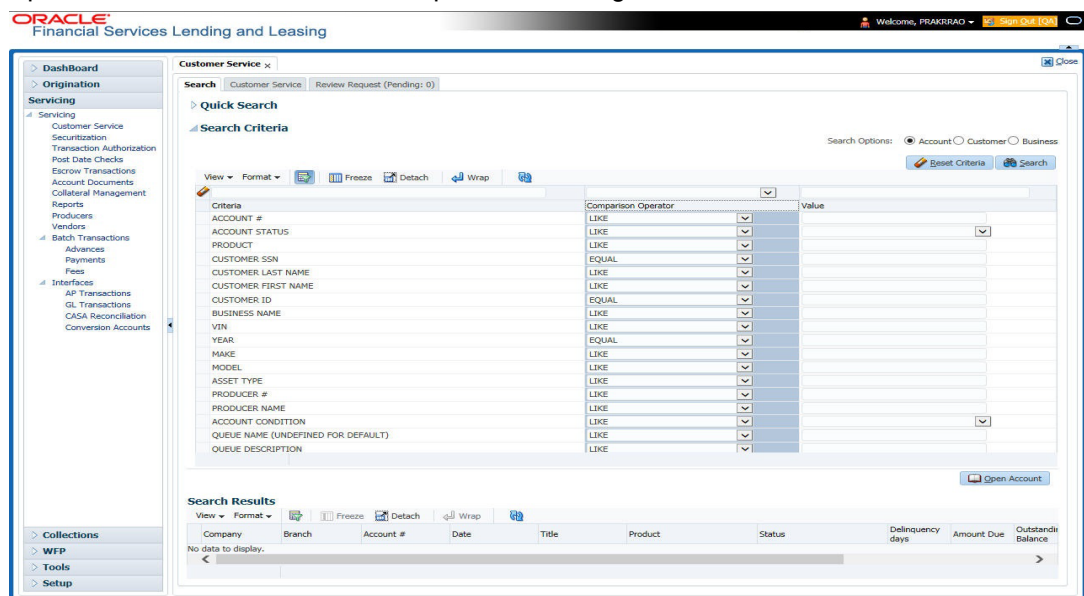 ORACLE
Financial Services Lending and Leasing
Welcome, PRAKRRAO
Sign Out [QA]
Close
DashBoard
Origination
Servicing
Servicing
Customer Service
Securitization
Transaction Authorization
Post Date Checks
Escrow Transactions
Account Documents
Collateral Management
Reports
Producers
Vendors
Batch Transactions
Advances
Payments
Fees
Interfaces
AP Transactions
GL Transactions
CASA Reconciliation
Conversion Accounts
Collections
WFP
Tools
Setup
Customer Service x
Search Customer Service Review Request (Pending: 0)
Quick Search
Search Criteria
Search Options: Account Customer Business
Reset Criteria Search
View Format Freeze Detach Wrap
Criteria Comparison Operator Value
ACCOUNT # LIKE
ACCOUNT STATUS LIKE
PRODUCT LIKE
CUSTOMER SSN EQUAL
CUSTOMER LAST NAME LIKE
CUSTOMER FIRST NAME LIKE
CUSTOMER ID EQUAL
BUSINESS NAME LIKE
VIN LIKE
YEAR EQUAL
MAKE LIKE
MODEL LIKE
ASSET TYPE LIKE
PRODUCER # LIKE
PRODUCER NAME LIKE
ACCOUNT CONDITION LIKE
QUEUE NAME (UNDEFINED FOR DEFAULT) LIKE
QUEUE DESCRIPTION LIKE
Open Account
Search Results
View Format Freeze Detach Wrap
Company Branch Account # Date Title Product Status Delinquency days Amount Due Outstandin Balance
No data to display.